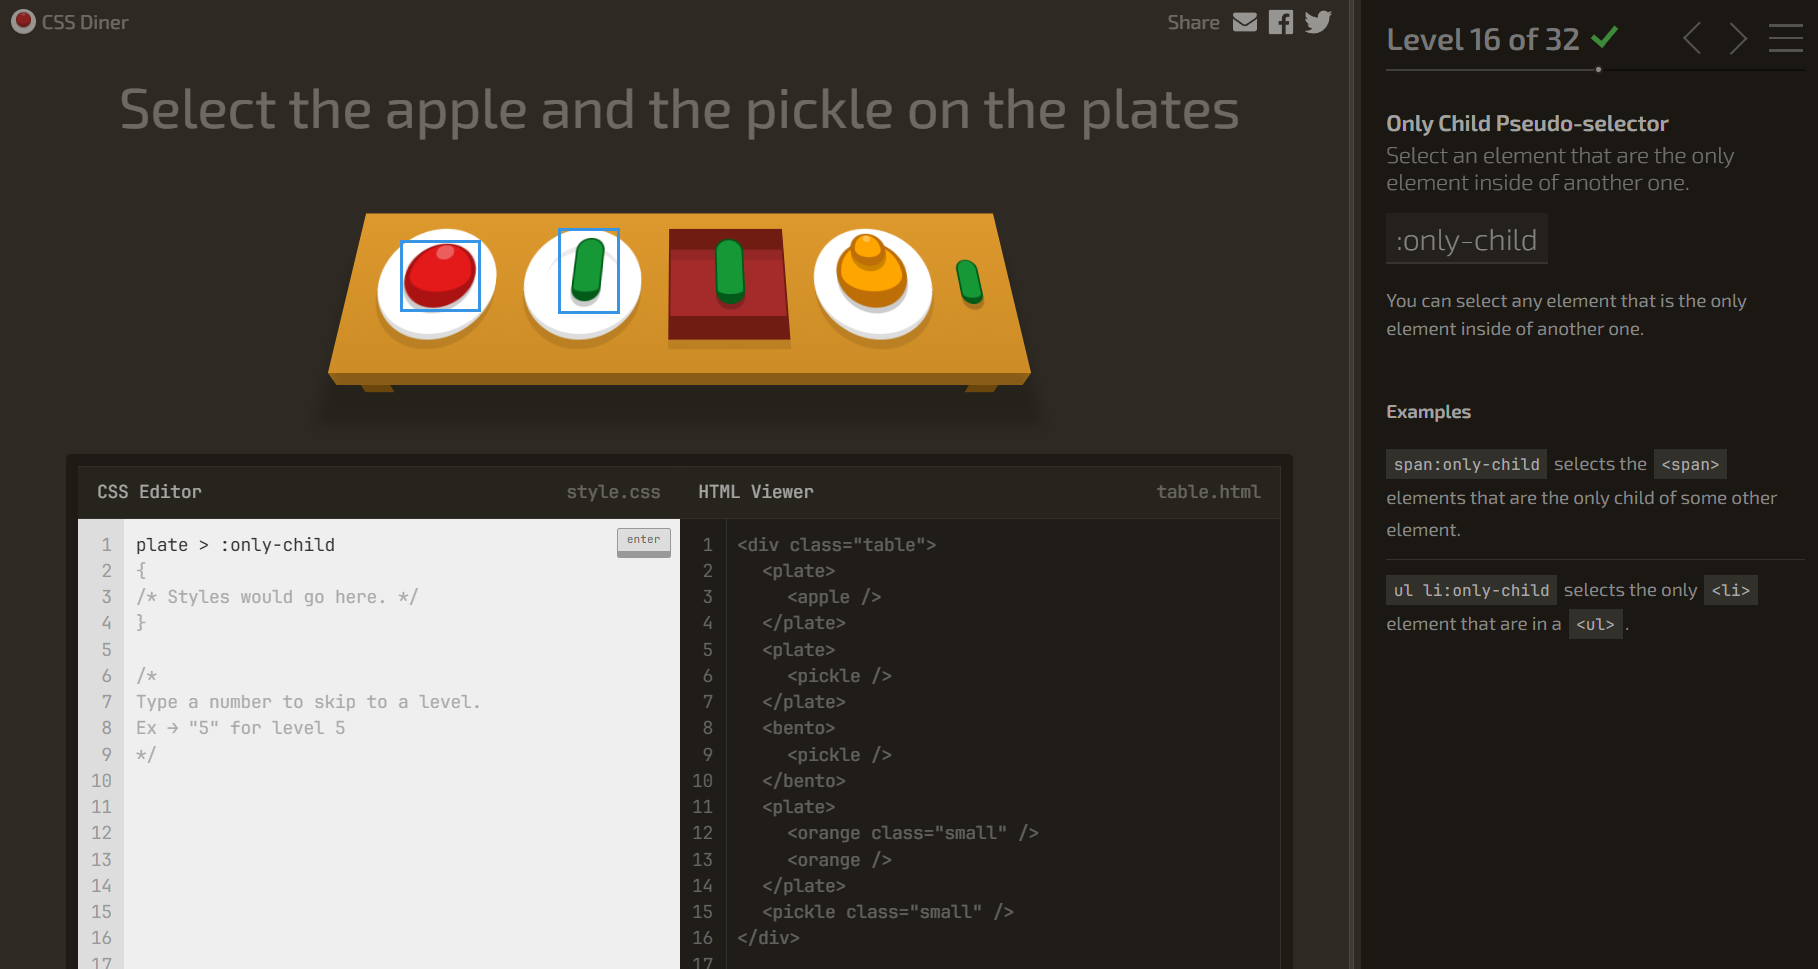 CSS Diner
Share
Select the apple and the pickle on the plates
CSS Editor style.css
enter
1 plate > :only-child
2 {
3 /* Styles would go here. */
4 }
5
6 /*
7 Type a number to skip to a level.
8 Ex → "5" for level 5
9 */
10
11
12
13
14
15
16
17
HTML Viewer table.html
1 <div class="table">
2 <plate>
3 <apple />
4 </plate>
5 <plate>
6 <pickle />
7 </plate>
8 <bento>
9 <pickle />
10 </bento>
11 <plate>
12 <orange class="small" />
13 <orange />
14 </plate>
15 <pickle class="small" />
16 </div>
17
Level 16 of 32
Only Child Pseudo-selector
Select an element that are the only
element inside of another one.
:only-child
You can select any element that is the only
element inside of another one.
Examples
span:only-child selects the <span>
elements that are the only child of some other
element.
ul li:only-child selects the only <li>
element that are in a <ul> .